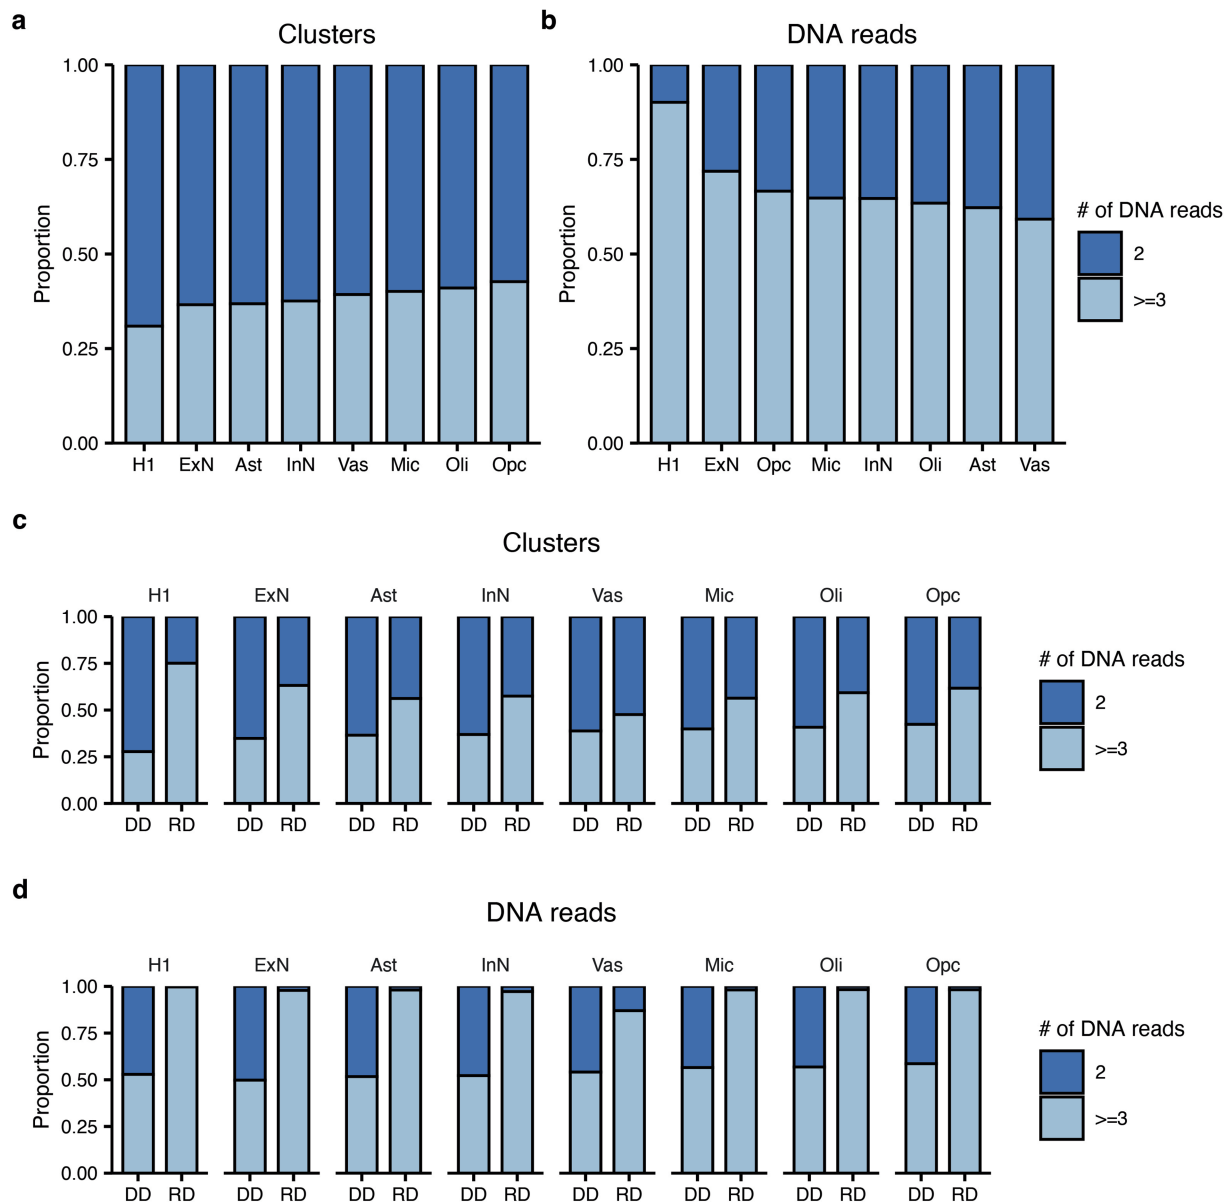 a
Clusters
1.00
0.75
0.50
0.25
0.00
Proportion
H1 ExN Ast InN Vas Mic Oli Opc
b
DNA reads
1.00
0.75
0.50
0.25
0.00
Proportion
H1 ExN Opc Mic InN Oli Ast Vas
# of DNA reads
2
>=3
c
Clusters
H1 ExN Ast InN Vas Mic Oli Opc
1.00
0.75
0.50
0.25
0.00
Proportion
DD RD DD RD DD RD DD RD DD RD DD RD DD RD DD RD
# of DNA reads
2
>=3
d
DNA reads
H1 ExN Ast InN Vas Mic Oli Opc
1.00
0.75
0.50
0.25
0.00
Proportion
DD RD DD RD DD RD DD RD DD RD DD RD DD RD DD RD
# of DNA reads
2
>=3